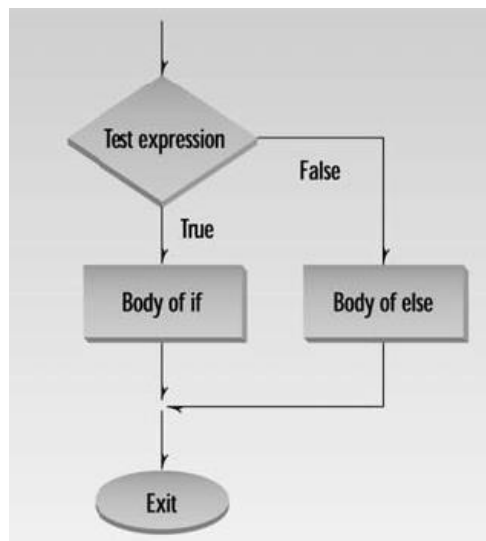 Test expression
False
True
Body of if
Body of else
Exit